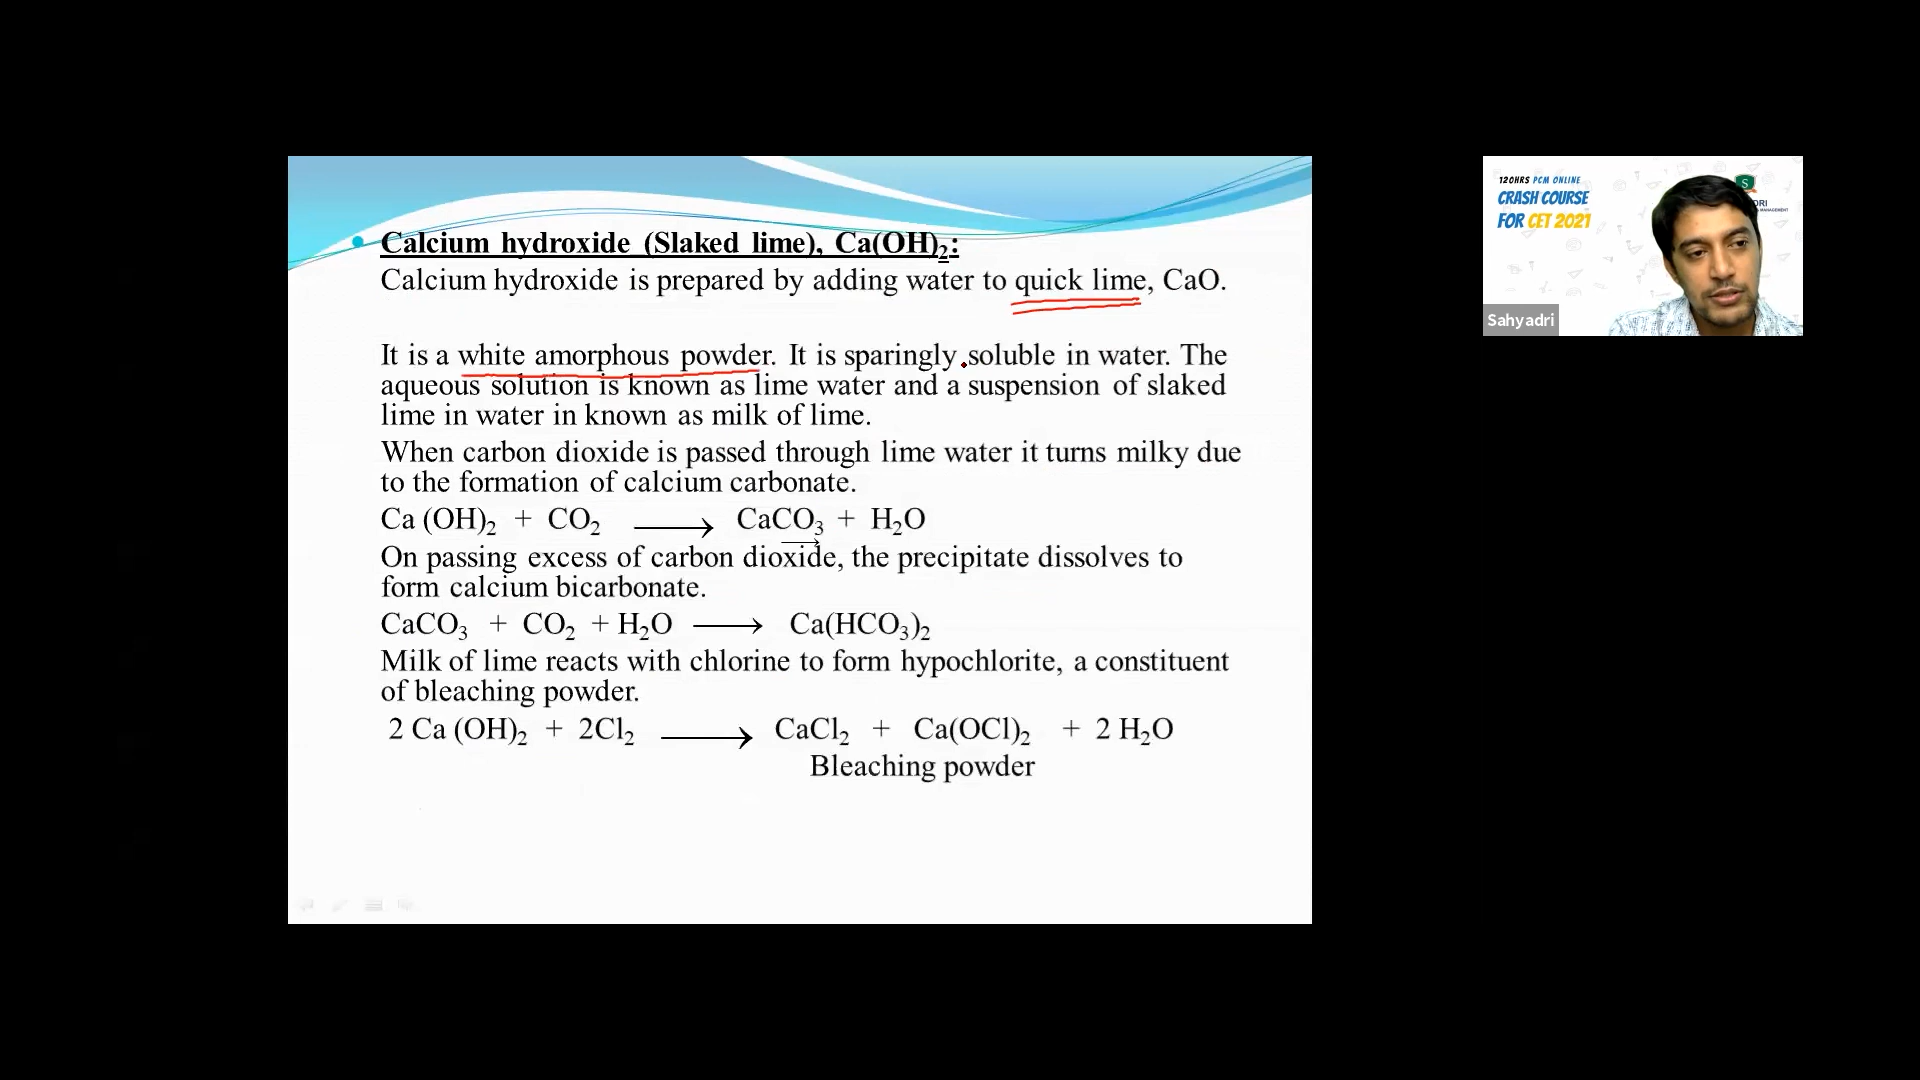 Calcium hydroxide (Slaked lime), Ca(OH)₂:
Calcium hydroxide is prepared by adding water to quick lime, CaO.
It is a white amorphous powder. It is sparingly soluble in water. The
aqueous solution is known as lime water and a suspension of slaked
lime in water in known as milk of lime.
When carbon dioxide is passed through lime water it turns milky due
to the formation of calcium carbonate.
Ca (OH)₂ + CO₂ ⟶ CaCO₃ + H₂O
On passing excess of carbon dioxide, the precipitate dissolves to
form calcium bicarbonate.
CaCO₃ + CO₂ + H₂O ⟶ Ca(HCO₃)₂
Milk of lime reacts with chlorine to form hypochlorite, a constituent
of bleaching powder.
2 Ca (OH)₂ + 2Cl₂ ⟶ CaCl₂ + Ca(OCl)₂ + 2 H₂O
Bleaching powder
120HRS PCM ONLINE
CRASH COURSE
FOR CET 2021
S
Sahyadri